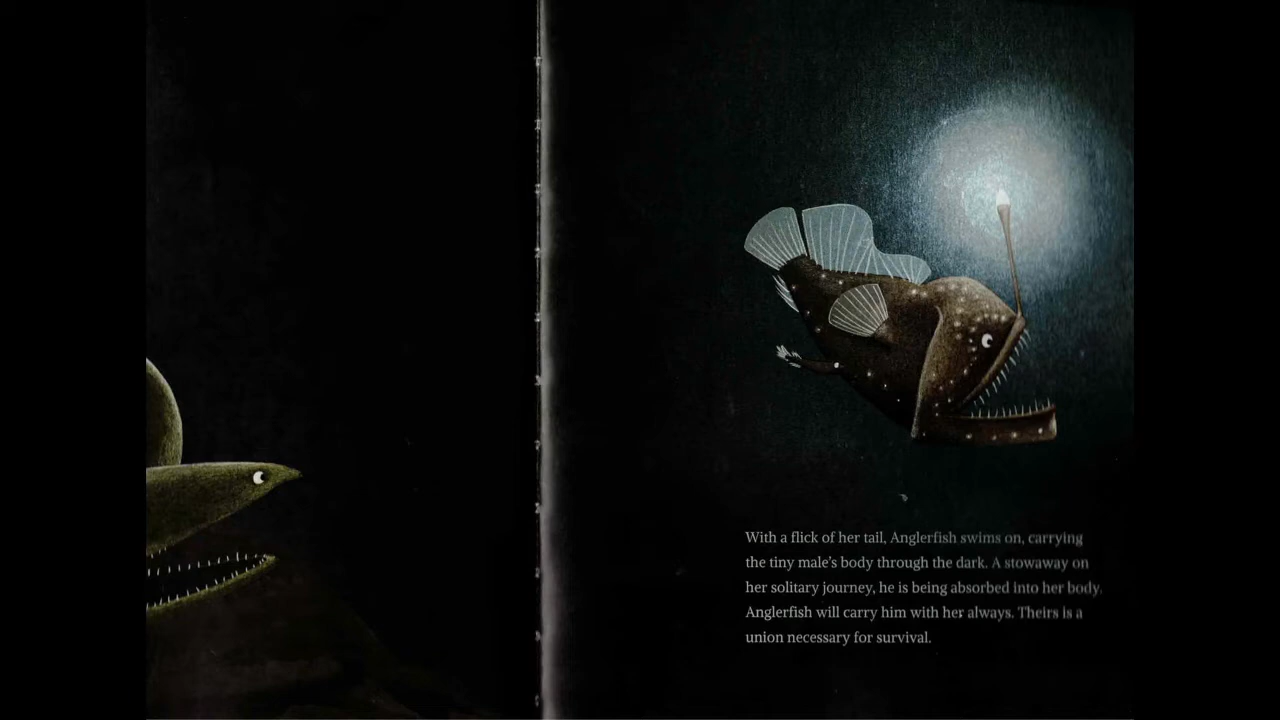 With a flick of her tail, Anglerfish swims on, carrying
the tiny male's body through the dark. A stowaway on
her solitary journey, he is being absorbed into her body.
Anglerfish will carry him with her always. Theirs is a
union necessary for survival.